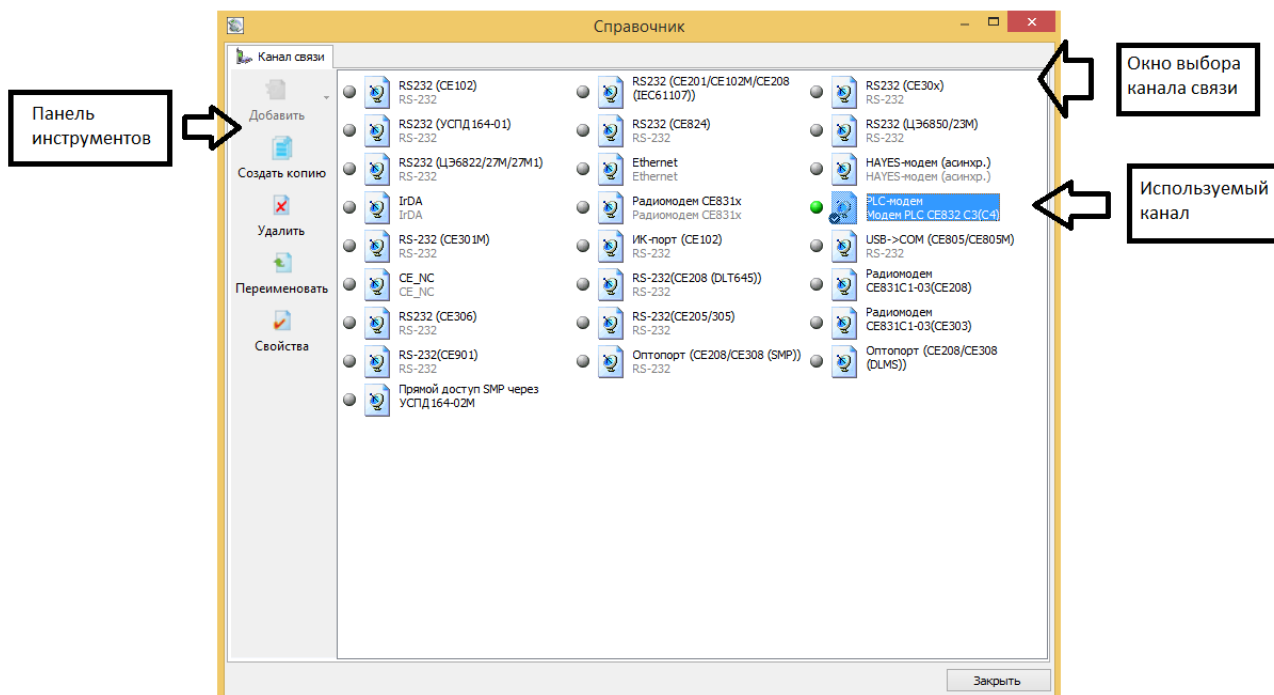 Справочник
Канал связи
Окно выбора
канала связи
Панель
инструментов
Добавить
Создать копию
Удалить
Переименовать
Свойства
RS232 (CE102)
RS-232
RS232 (CE201/CE102M/CE208
(IEC61107))
RS232 (CE30x)
RS-232
RS232 (УСПД164-01)
RS-232
RS232 (CE824)
RS-232
RS232 (ЦЭ6850/23М)
RS-232
RS232 (ЦЭ6822/27М/27М1)
RS-232
Ethernet
Ethernet
HAYES-модем (асинхр.)
HAYES-модем (асинхр.)
IrDA
IrDA
Радиомодем CE831x
Радиомодем CE831x
PLC-модем
Модем PLC CE832 C3(C4)
Используемый
канал
RS-232 (CE301M)
RS-232
ИК-порт (CE102)
RS-232
USB->COM (CE805/CE805M)
RS-232
CE_NC
CE_NC
RS-232(CE208 (DLT645))
RS-232
Радиомодем
CE831C1-03(CE208)
RS232 (CE306)
RS-232
RS-232(CE205/305)
RS-232
Радиомодем
CE831C1-03(CE303)
RS-232(CE901)
RS-232
Оптопорт (CE208/CE308 (SMP))
RS-232
Оптопорт (CE208/CE308
(DLMS))
Прямой доступ SMP через
УСПД164-02М
Закрыть